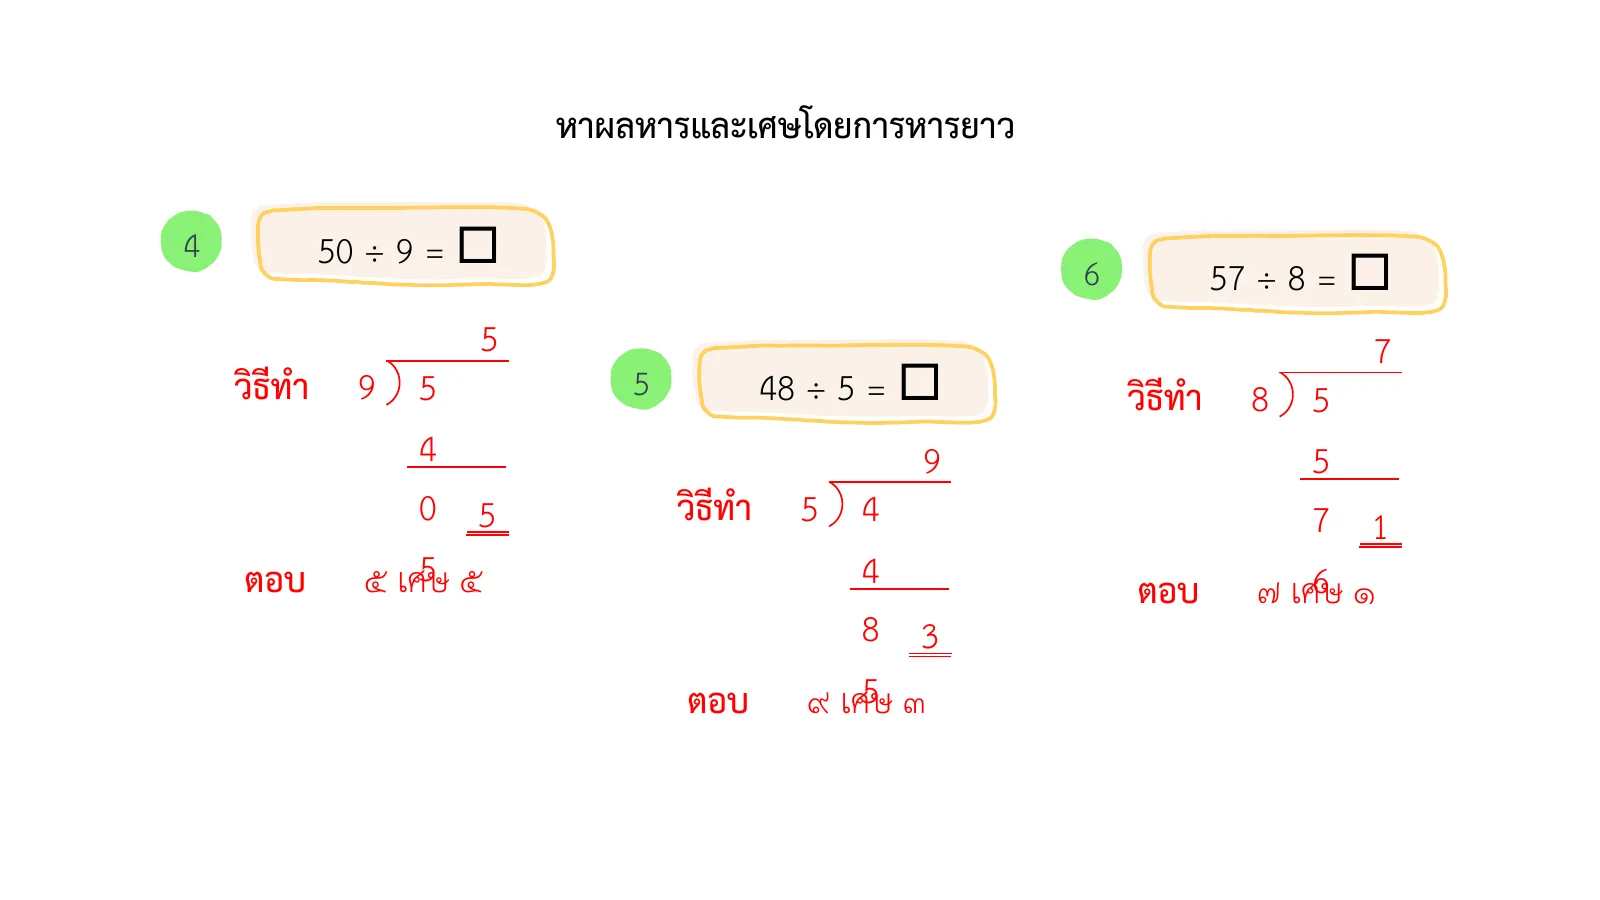 หาผลหารและเศษโดยการหารยาว
4
50 ÷ 9 = □
5
วิธีทำ 9 ) 5
4
0 5
5
ตอบ ๕ เศษ ๕
5
48 ÷ 5 = □
9
วิธีทำ 5 ) 4
4
8 3
5
ตอบ ๙ เศษ ๓
6
57 ÷ 8 = □
7
วิธีทำ 8 ) 5
5
7 1
6
ตอบ ๗ เศษ ๑